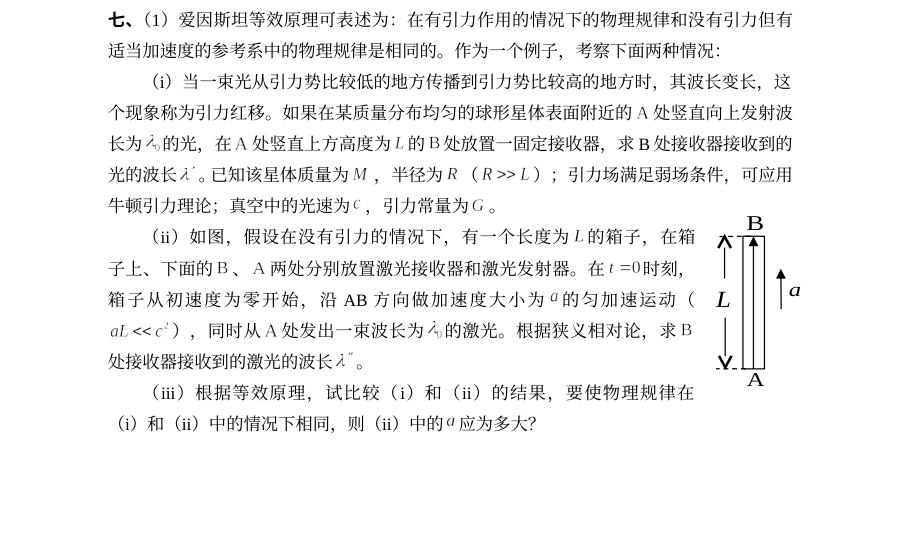 七、（1）爱因斯坦等效原理可表述为：在有引力作用的情况下的物理规律和没有引力但有
适当加速度的参考系中的物理规律是相同的。作为一个例子，考察下面两种情况：
（i）当一束光从引力势比较低的地方传播到引力势比较高的地方时，其波长变长，这
个现象称为引力红移。如果在某质量分布均匀的球形星体表面附近的 A 处竖直向上发射波
长为 λ₀ 的光，在 A 处竖直上方高度为 L 的 B 处放置一固定接收器，求 B 处接收器接收到的
光的波长 λ′。已知该星体质量为 M ，半径为 R （ R >> L ）；引力场满足弱场条件，可应用
牛顿引力理论；真空中的光速为 c ，引力常量为 G 。
（ii）如图，假设在没有引力的情况下，有一个长度为 L 的箱子，在箱
子上、下面的 B 、 A 两处分别放置激光接收器和激光发射器。在 t =0 时刻，
箱子从初速度为零开始，沿 AB 方向做加速度大小为 a 的匀加速运动（
aL << c² ），同时从 A 处发出一束波长为 λ₀ 的激光。根据狭义相对论，求 B
处接收器接收到的激光的波长 λ″ 。
（iii）根据等效原理，试比较（i）和（ii）的结果，要使物理规律在
（i）和（ii）中的情况下相同，则（ii）中的 a 应为多大？
B
L
a
A